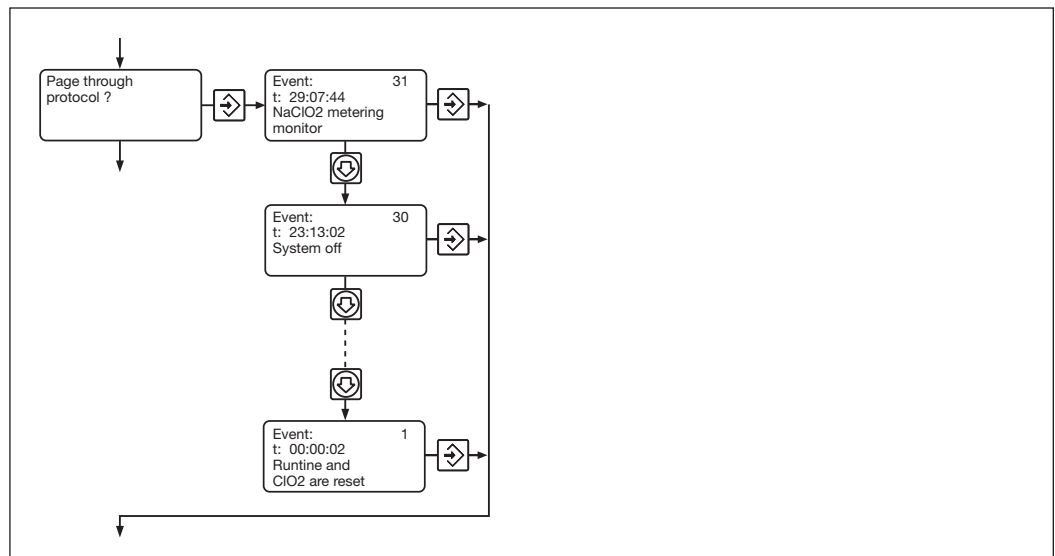 Page through
protocol ?
Event: 31
t: 29:07:44
NaClO2 metering
monitor
Event: 30
t: 23:13:02
System off
Event: 1
t: 00:00:02
Runtine and
ClO2 are reset